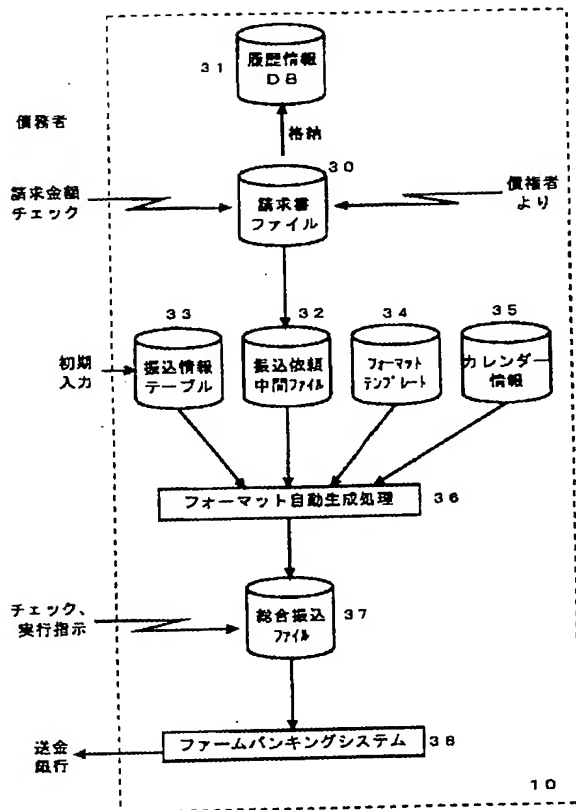 31
履歴情報
DB
債務者
格納
30
請求金額
チェック
請求書
ファイル
債権者
より
33
32
34
35
初期
入力
振込情報
テーブル
振込依頼
中間ファイル
フォーマット
テンプレート
カレンダー
情報
フォーマット自動生成処理
36
チェック、
実行指示
総合振込
ファイル
37
送金
銀行
ファームバンキングシステム
38
10